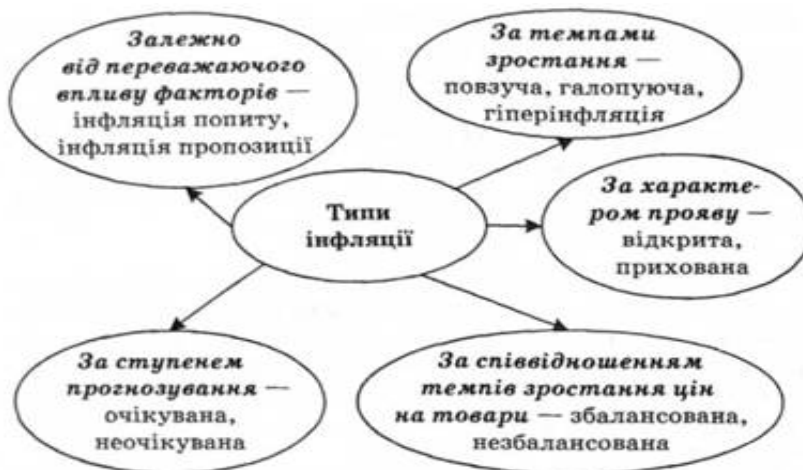 Залежно
від переважаючого
впливу факторів —
інфляція попиту,
інфляція пропозиції
За темпами
зростання —
повзуча, галопуюча,
гіперінфляція
Типи
інфляції
За характе-
ром прояву —
відкрита,
прихована
За ступенем
прогнозування —
очікувана,
неочікувана
За співвідношенням
темпів зростання цін
на товари — збалансована,
незбалансована